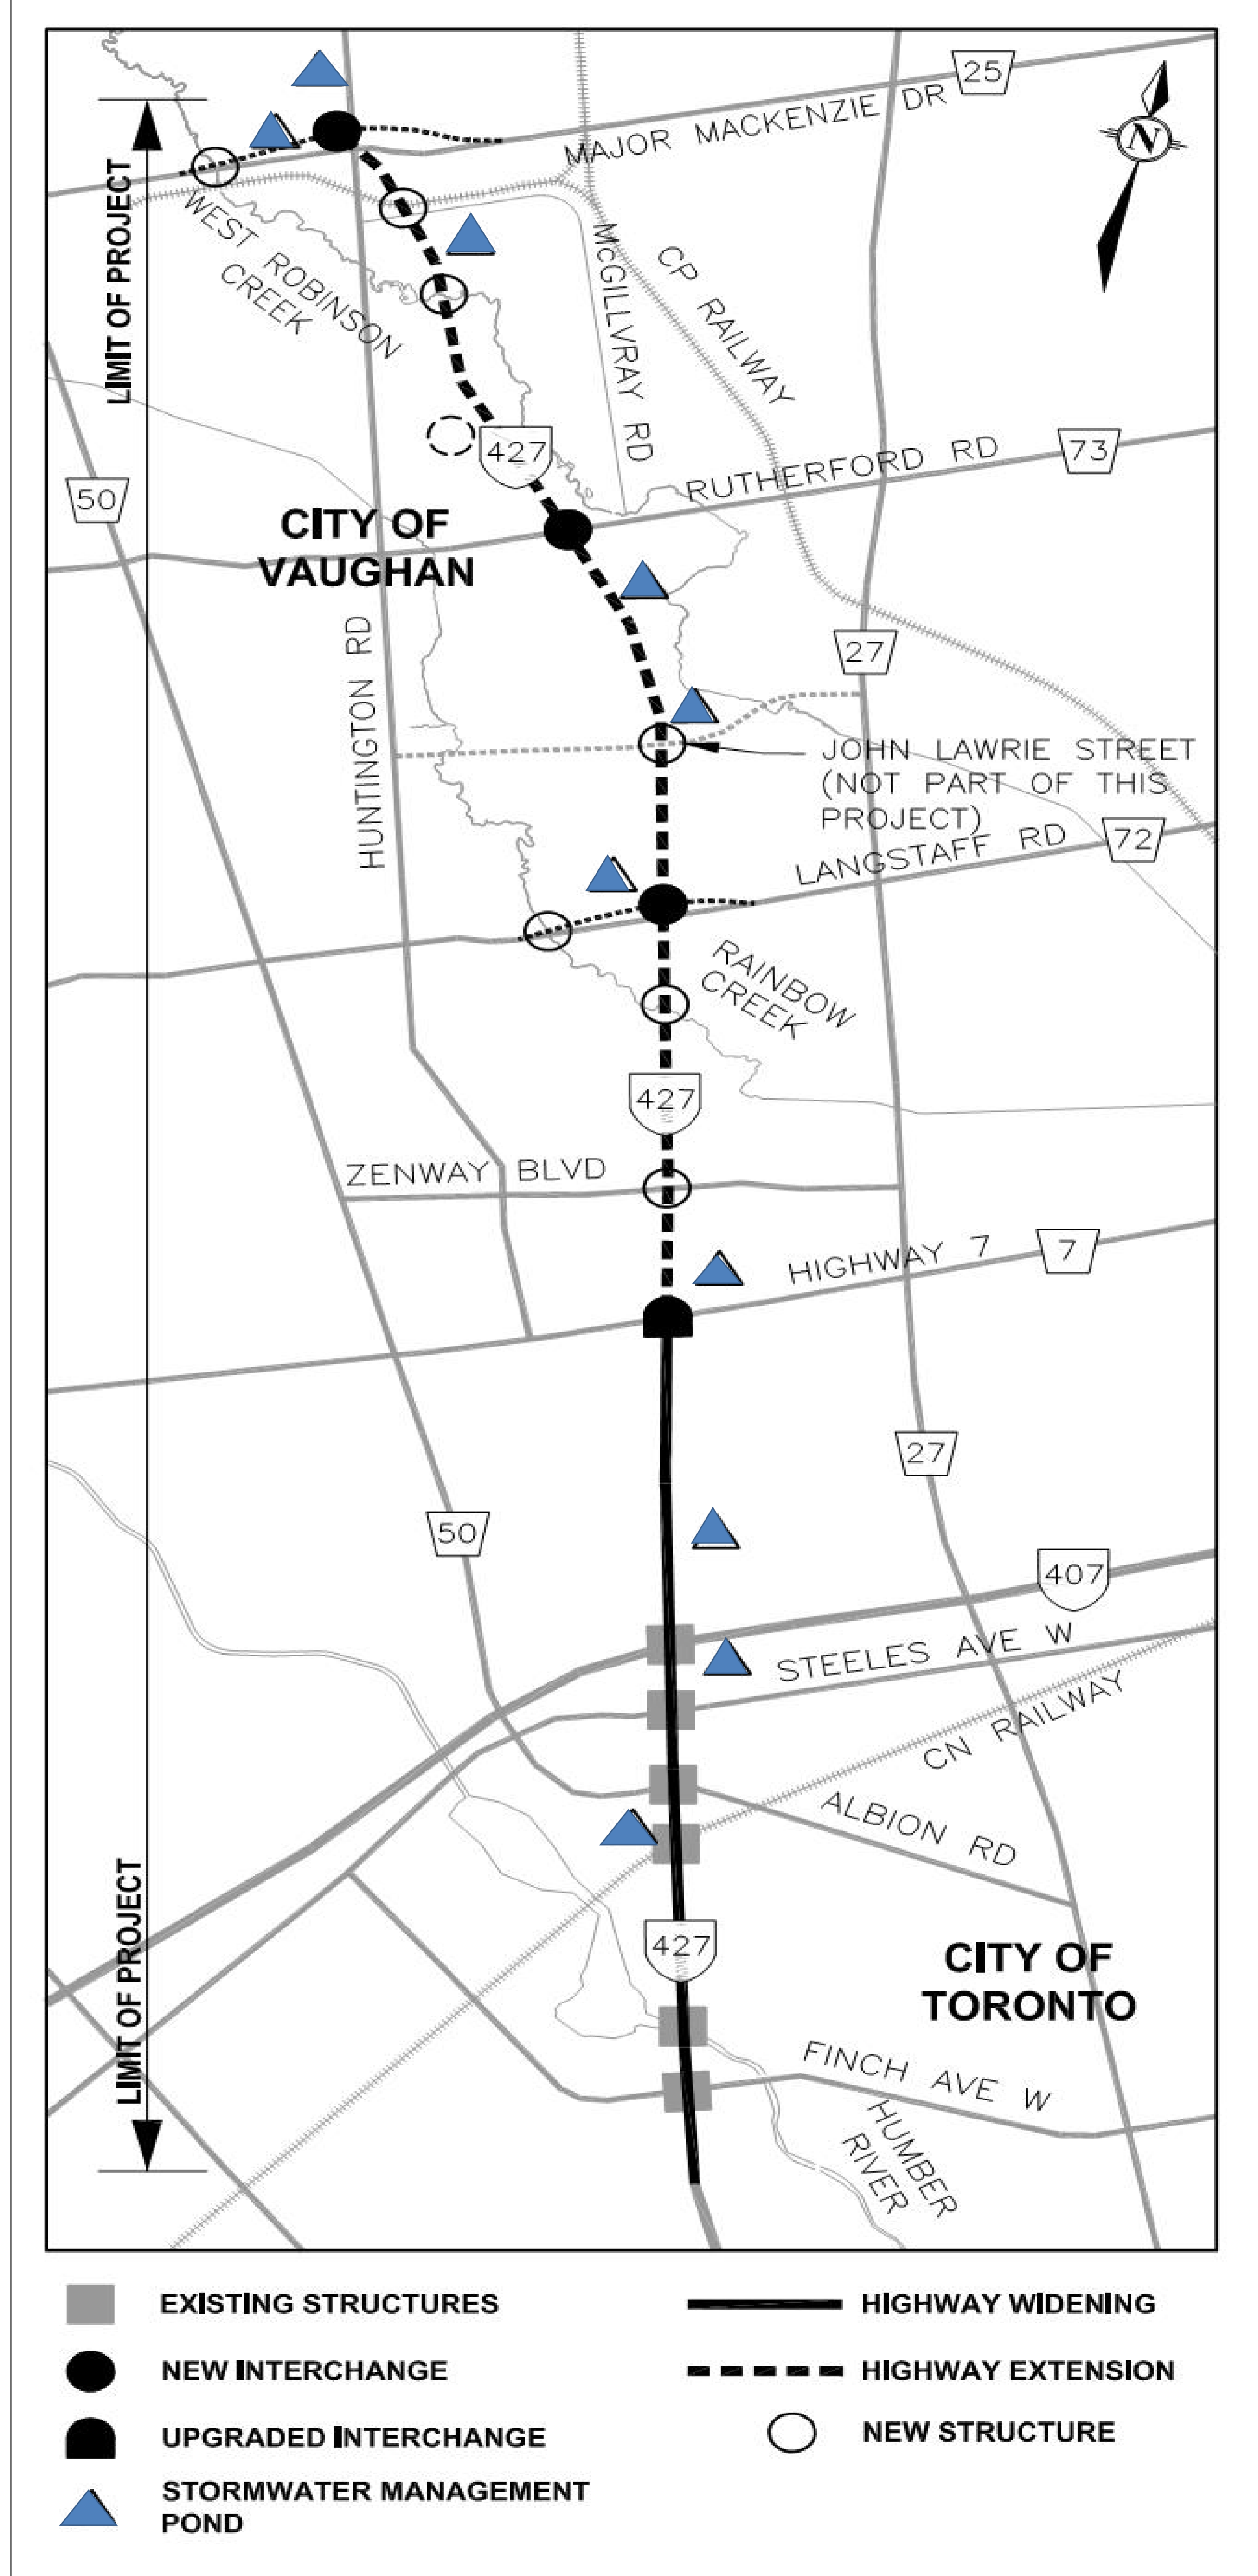 25
MAJOR MACKENZIE DR
N
LIMIT OF PROJECT
WEST ROBINSON
CREEK
McGILLVRAY RD
CP RAILWAY
427
RUTHERFORD RD
73
50
CITY OF
VAUGHAN
HUNTINGTON RD
27
JOHN LAWRIE STREET
(NOT PART OF THIS
PROJECT)
LANGSTAFF RD
72
RAINBOW
CREEK
427
ZENWAY BLVD
HIGHWAY 7
7
27
50
407
STEELES AVE W
CN RAILWAY
ALBION RD
LIMIT OF PROJECT
427
CITY OF
TORONTO
FINCH AVE W
HUMBER
RIVER
EXISTING STRUCTURES
HIGHWAY WIDENING
NEW INTERCHANGE
HIGHWAY EXTENSION
UPGRADED INTERCHANGE
NEW STRUCTURE
STORMWATER MANAGEMENT
POND